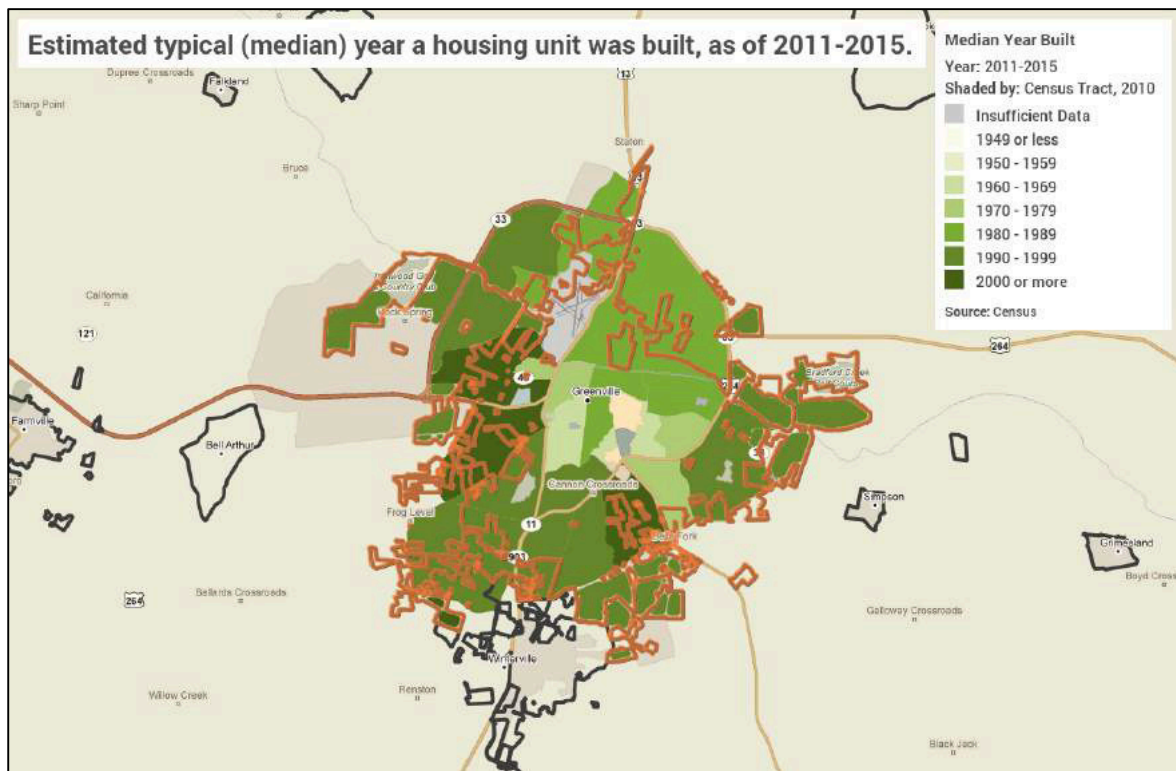 Estimated typical (median) year a housing unit was built, as of 2011-2015.
Median Year Built
Year: 2011-2015
Shaded by: Census Tract, 2010
Insufficient Data
1949 or less
1950 - 1959
1960 - 1969
1970 - 1979
1980 - 1989
1990 - 1999
2000 or more
Source: Census
Dupree Crossroads
Falkland
13
Sharp Point
Staton
Bruce
33
California
121
264
Greenville
Farmville
Bell Arthur
Cannon Crossroads
Frog Level
11
903
Simpson
Grimesland
Boyd Cross
264
Bellards Crossroads
Galloway Crossroads
Winterville
Willow Creek
Renston
Black Jack